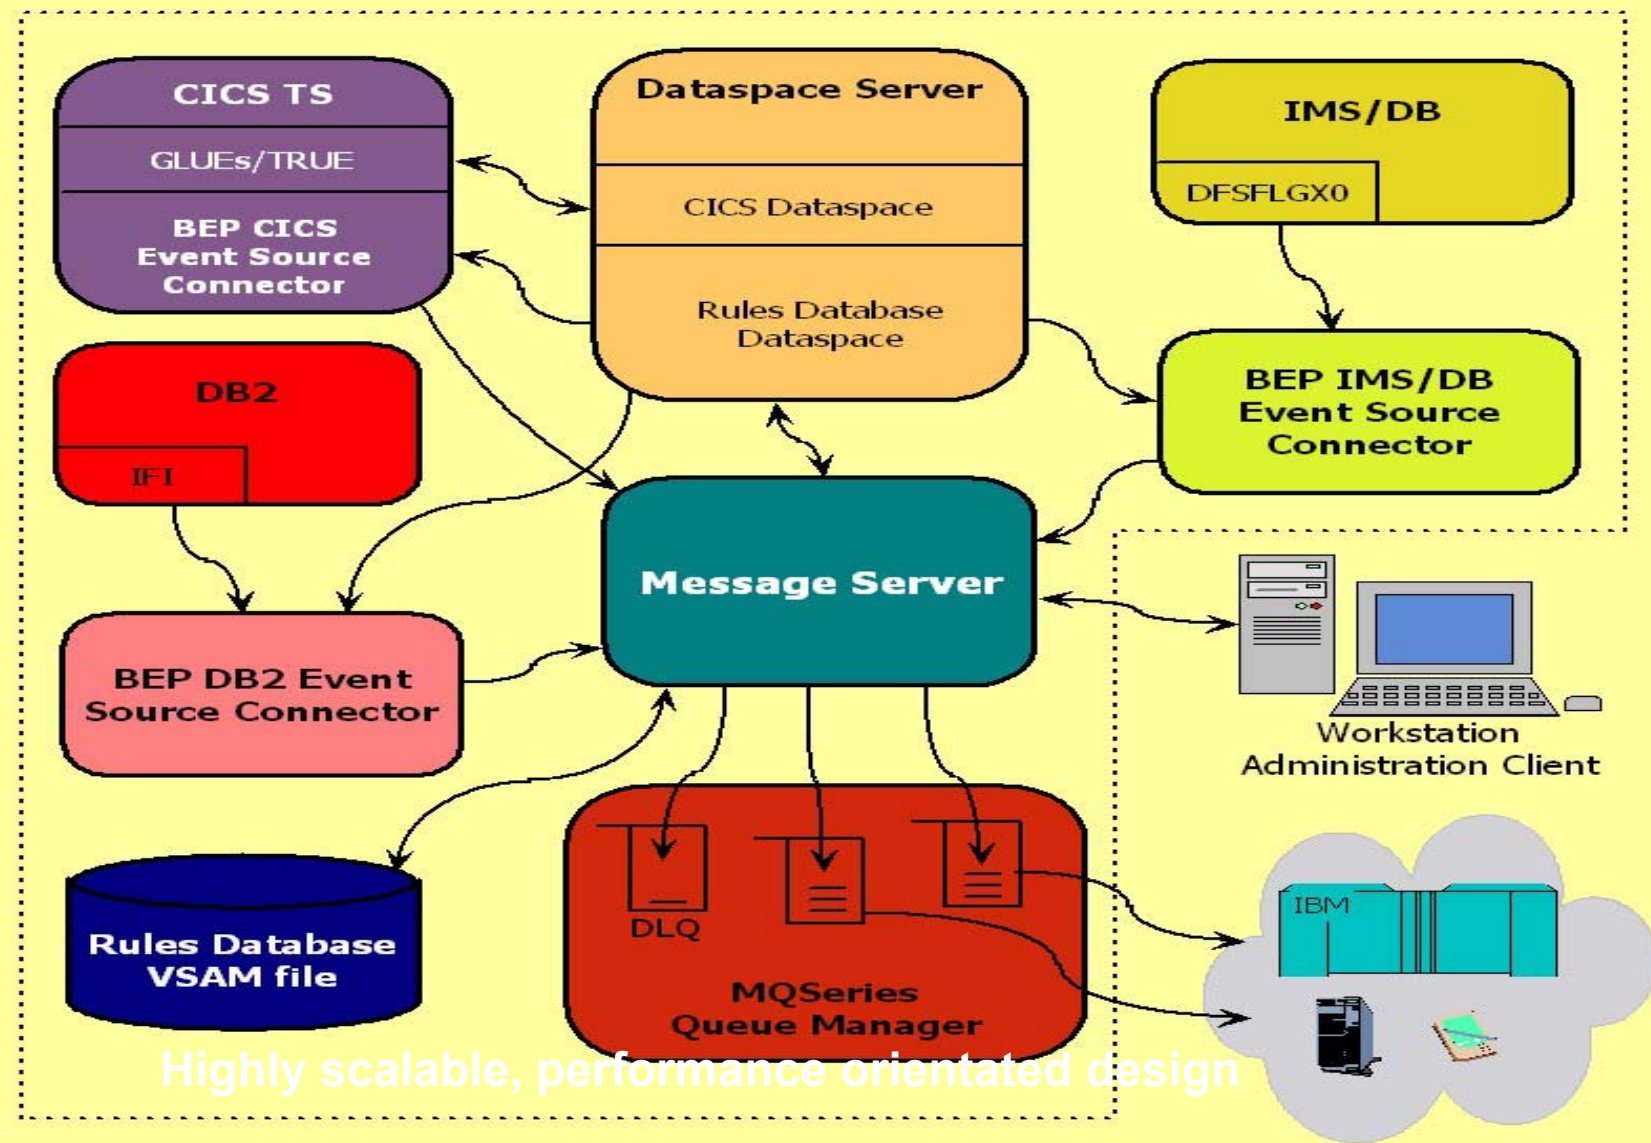 CICS TS
GLUEs/TRUE
BEP CICS
Event Source
Connector
Dataspace Server
CICS Dataspace
Rules Database
Dataspace
IMS/DB
DFSFLGX0
BEP IMS/DB
Event Source
Connector
DB2
IFI
Message Server
BEP DB2 Event
Source Connector
Workstation
Administration Client
Rules Database
VSAM file
DLQ
MQSeries
Queue Manager
IBM
Highly scalable, performance orientated design